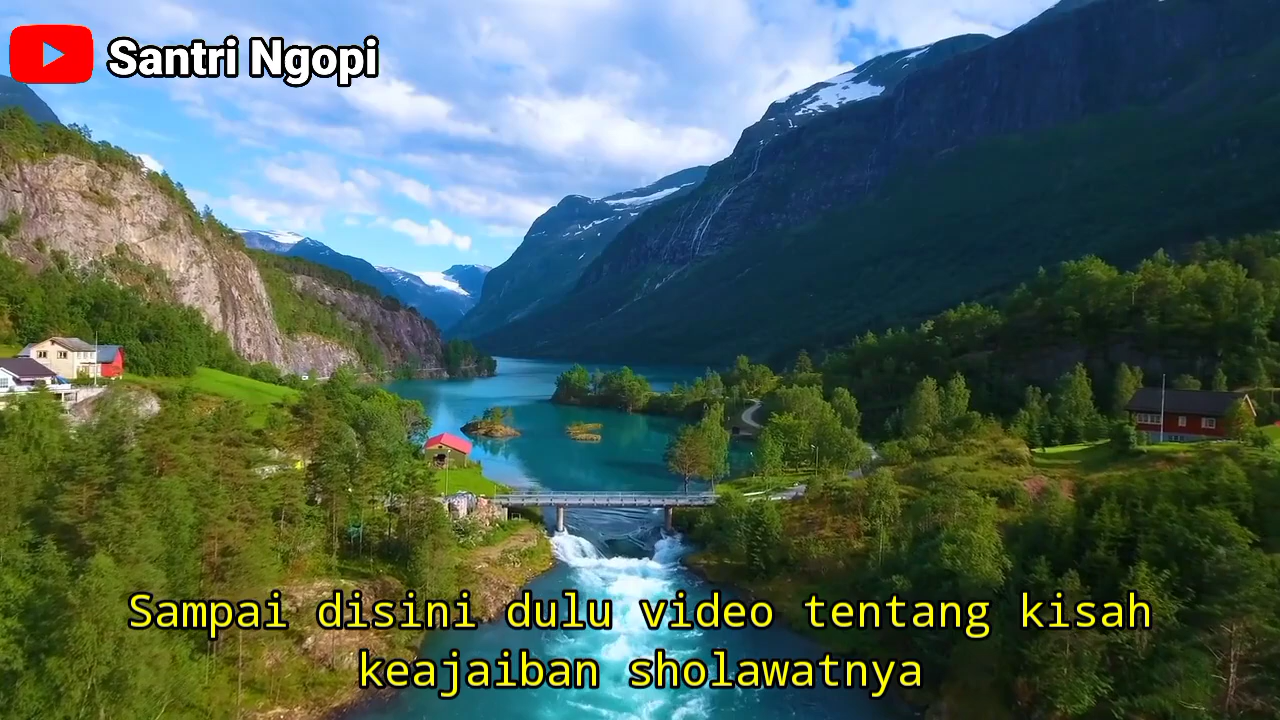 Santri Ngopi
Sampai disini dulu video tentang kisah
keajaiban sholawatnya